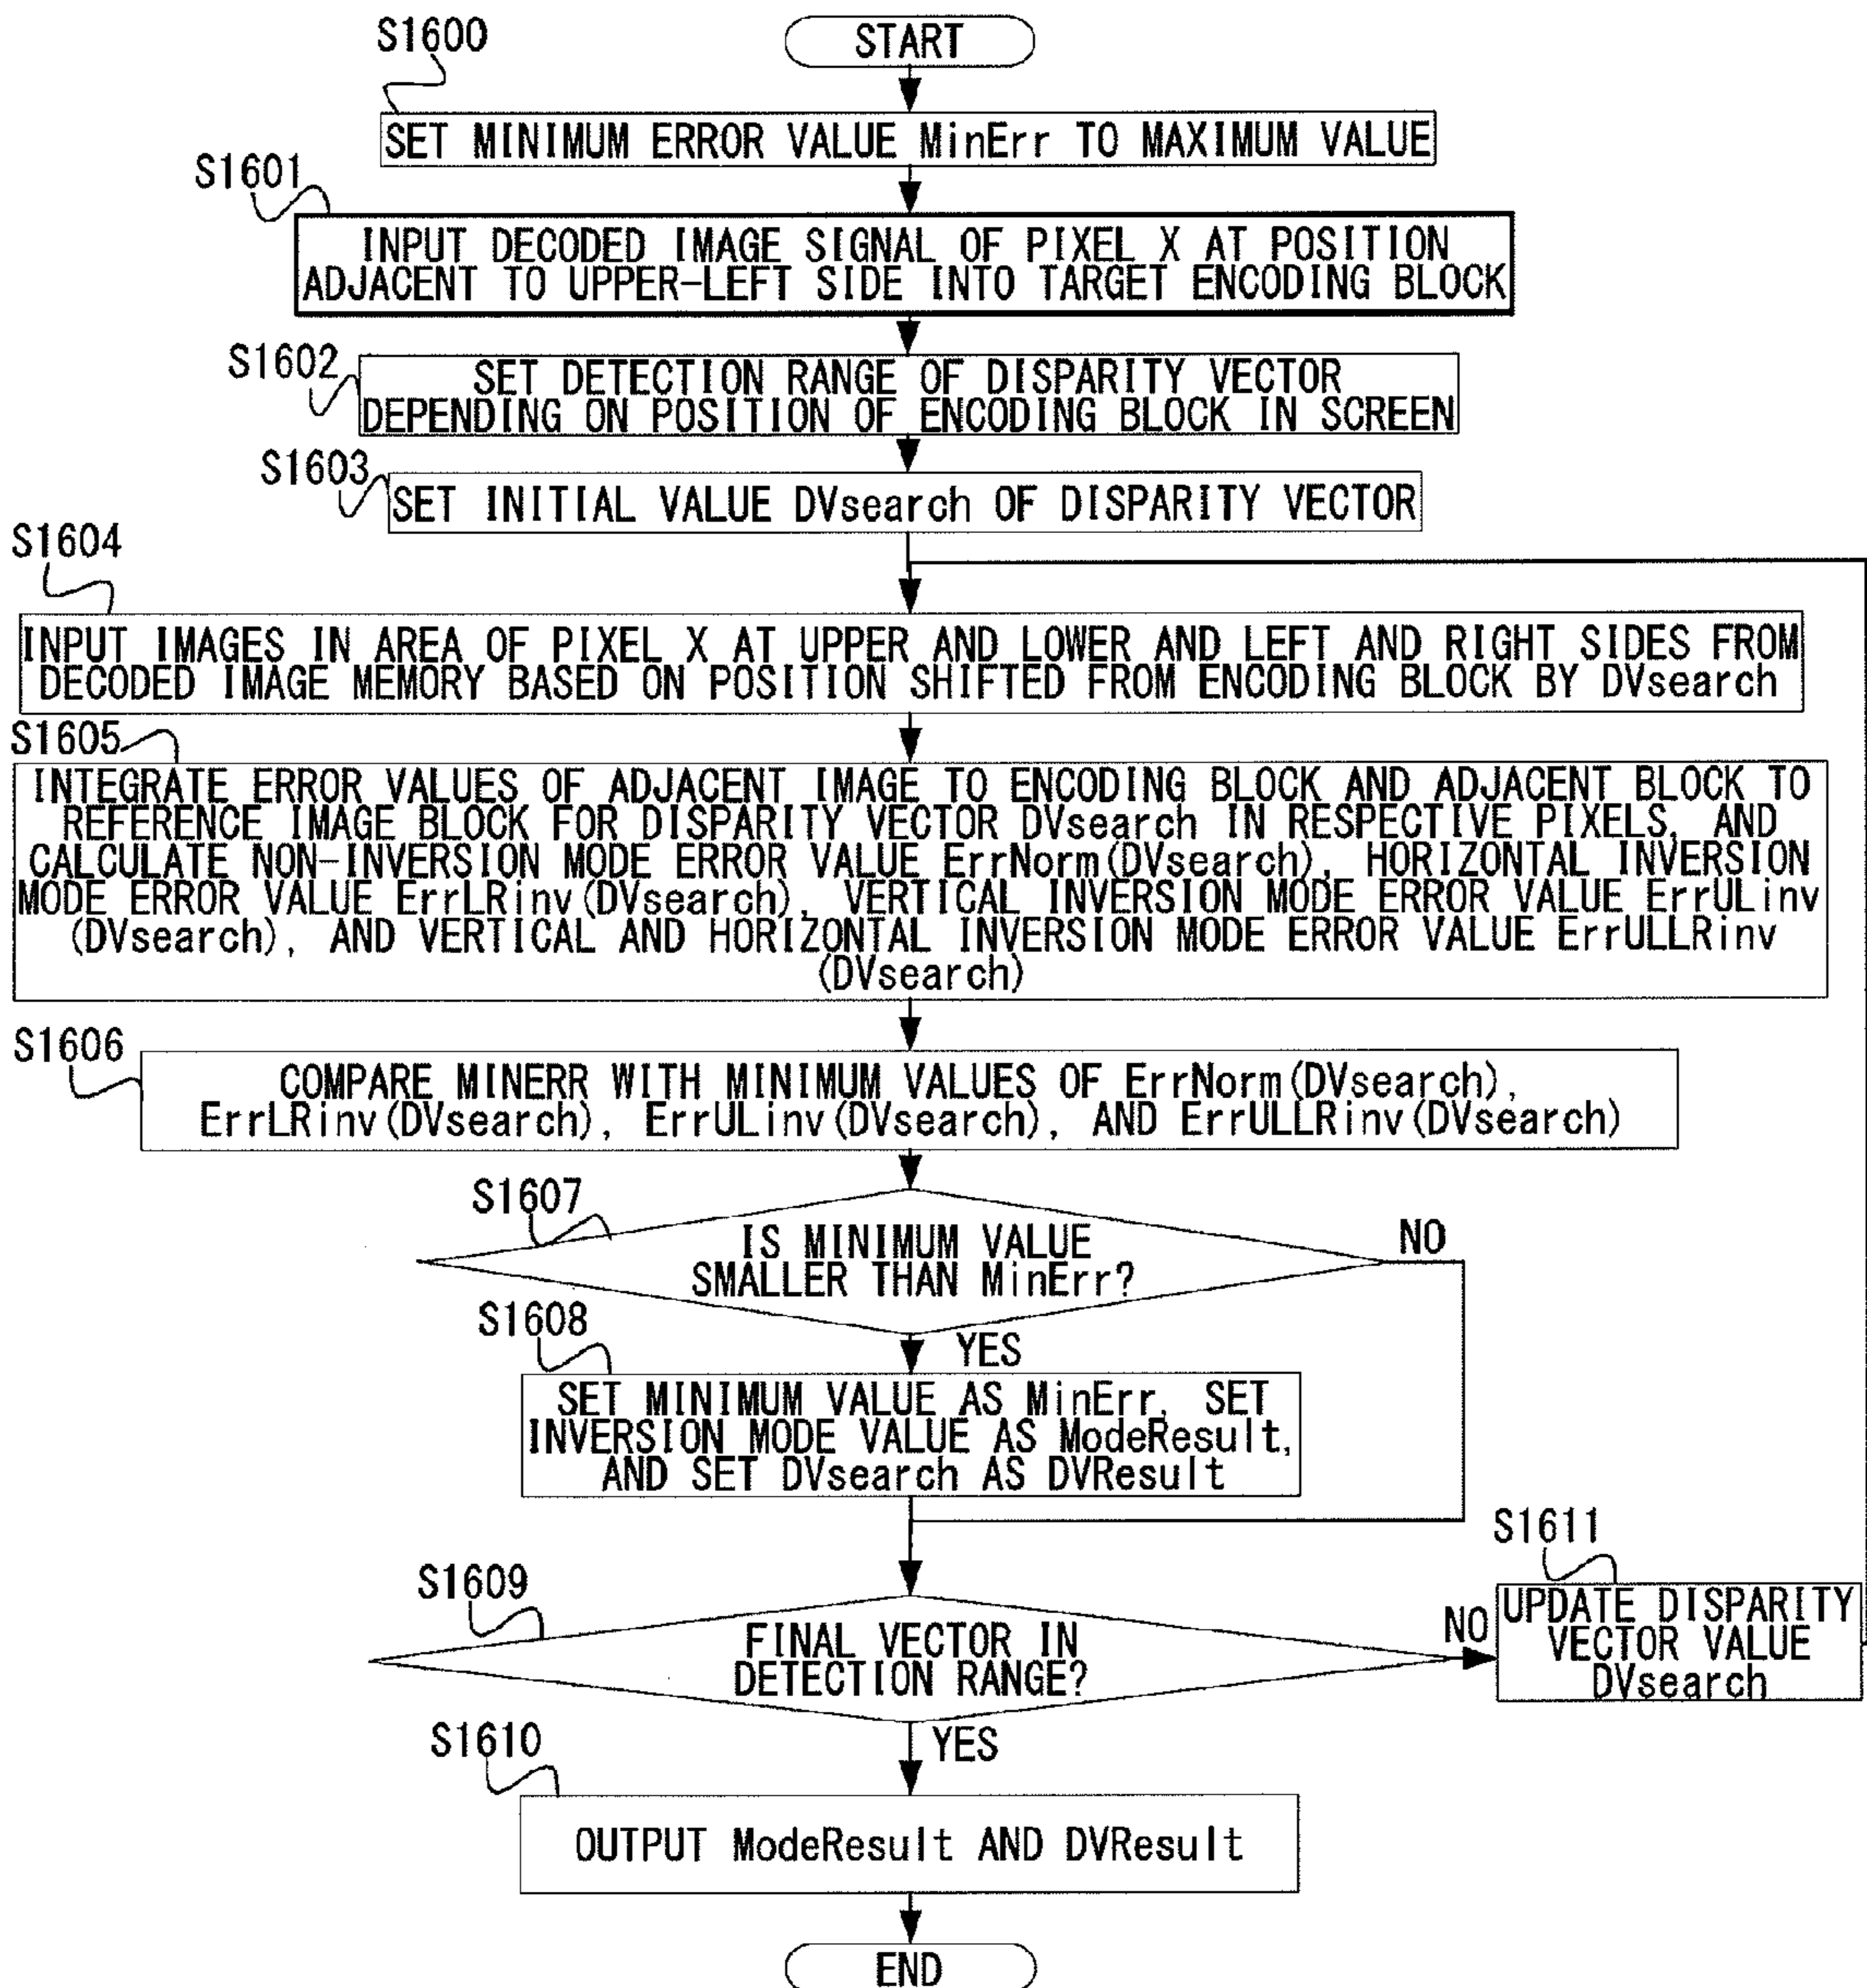 S1600
START
SET MINIMUM ERROR VALUE MinErr TO MAXIMUM VALUE
S1601
INPUT DECODED IMAGE SIGNAL OF PIXEL X AT POSITION
ADJACENT TO UPPER-LEFT SIDE INTO TARGET ENCODING BLOCK
S1602
SET DETECTION RANGE OF DISPARITY VECTOR
DEPENDING ON POSITION OF ENCODING BLOCK IN SCREEN
S1603
SET INITIAL VALUE DVsearch OF DISPARITY VECTOR
S1604
INPUT IMAGES IN AREA OF PIXEL X AT UPPER AND LOWER AND LEFT AND RIGHT SIDES FROM
DECODED IMAGE MEMORY BASED ON POSITION SHIFTED FROM ENCODING BLOCK BY DVsearch
S1605
INTEGRATE ERROR VALUES OF ADJACENT IMAGE TO ENCODING BLOCK AND ADJACENT BLOCK TO
REFERENCE IMAGE BLOCK FOR DISPARITY VECTOR DVsearch IN RESPECTIVE PIXELS, AND
CALCULATE NON-INVERSION MODE ERROR VALUE ErrNorm(DVsearch), HORIZONTAL INVERSION
MODE ERROR VALUE ErrLRinv(DVsearch), VERTICAL INVERSION MODE ERROR VALUE ErrULinv
(DVsearch), AND VERTICAL AND HORIZONTAL INVERSION MODE ERROR VALUE ErrULLRinv
(DVsearch)
S1606
COMPARE MINERR WITH MINIMUM VALUES OF ErrNorm(DVsearch),
ErrLRinv(DVsearch), ErrULinv(DVsearch), AND ErrULLRinv(DVsearch)
S1607
IS MINIMUM VALUE
SMALLER THAN MinErr?
NO
YES
S1608
SET MINIMUM VALUE AS MinErr, SET
INVERSION MODE VALUE AS ModeResult,
AND SET DVsearch AS DVResult
S1609
FINAL VECTOR IN
DETECTION RANGE?
NO
S1611
UPDATE DISPARITY
VECTOR VALUE
DVsearch
YES
S1610
OUTPUT ModeResult AND DVResult
END